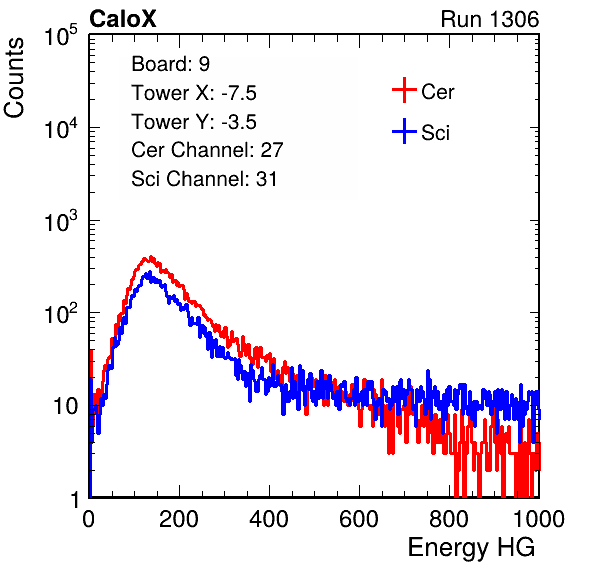 CaloX Run 1306
Counts
Board: 9
Tower X: -7.5
Tower Y: -3.5
Cer Channel: 27
Sci Channel: 31
Cer
Sci
10^5
10^4
10^3
10^2
10
1
0 200 400 600 800 1000
Energy HG